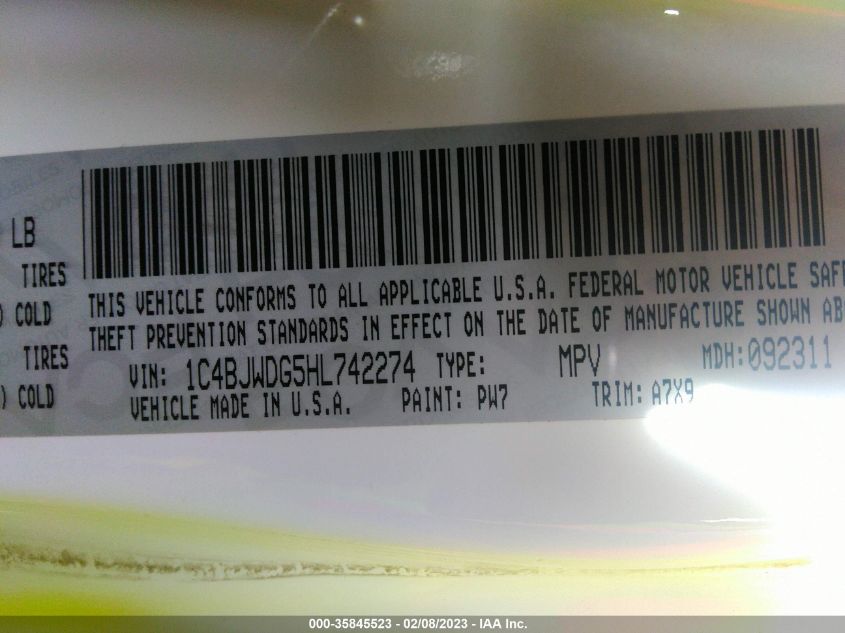 LB
TIRES
) COLD
TIRES
) COLD
THIS VEHICLE CONFORMS TO ALL APPLICABLE U.S.A. FEDERAL MOTOR VEHICLE SAF
THEFT PREVENTION STANDARDS IN EFFECT ON THE DATE OF MANUFACTURE SHOWN AB
VIN: 1C4BJWDG5HL742274 TYPE: MPV MDH:092311
VEHICLE MADE IN U.S.A. PAINT: PW7 TRIM: A7X9
000-35845523 - 02/08/2023 - IAA Inc.